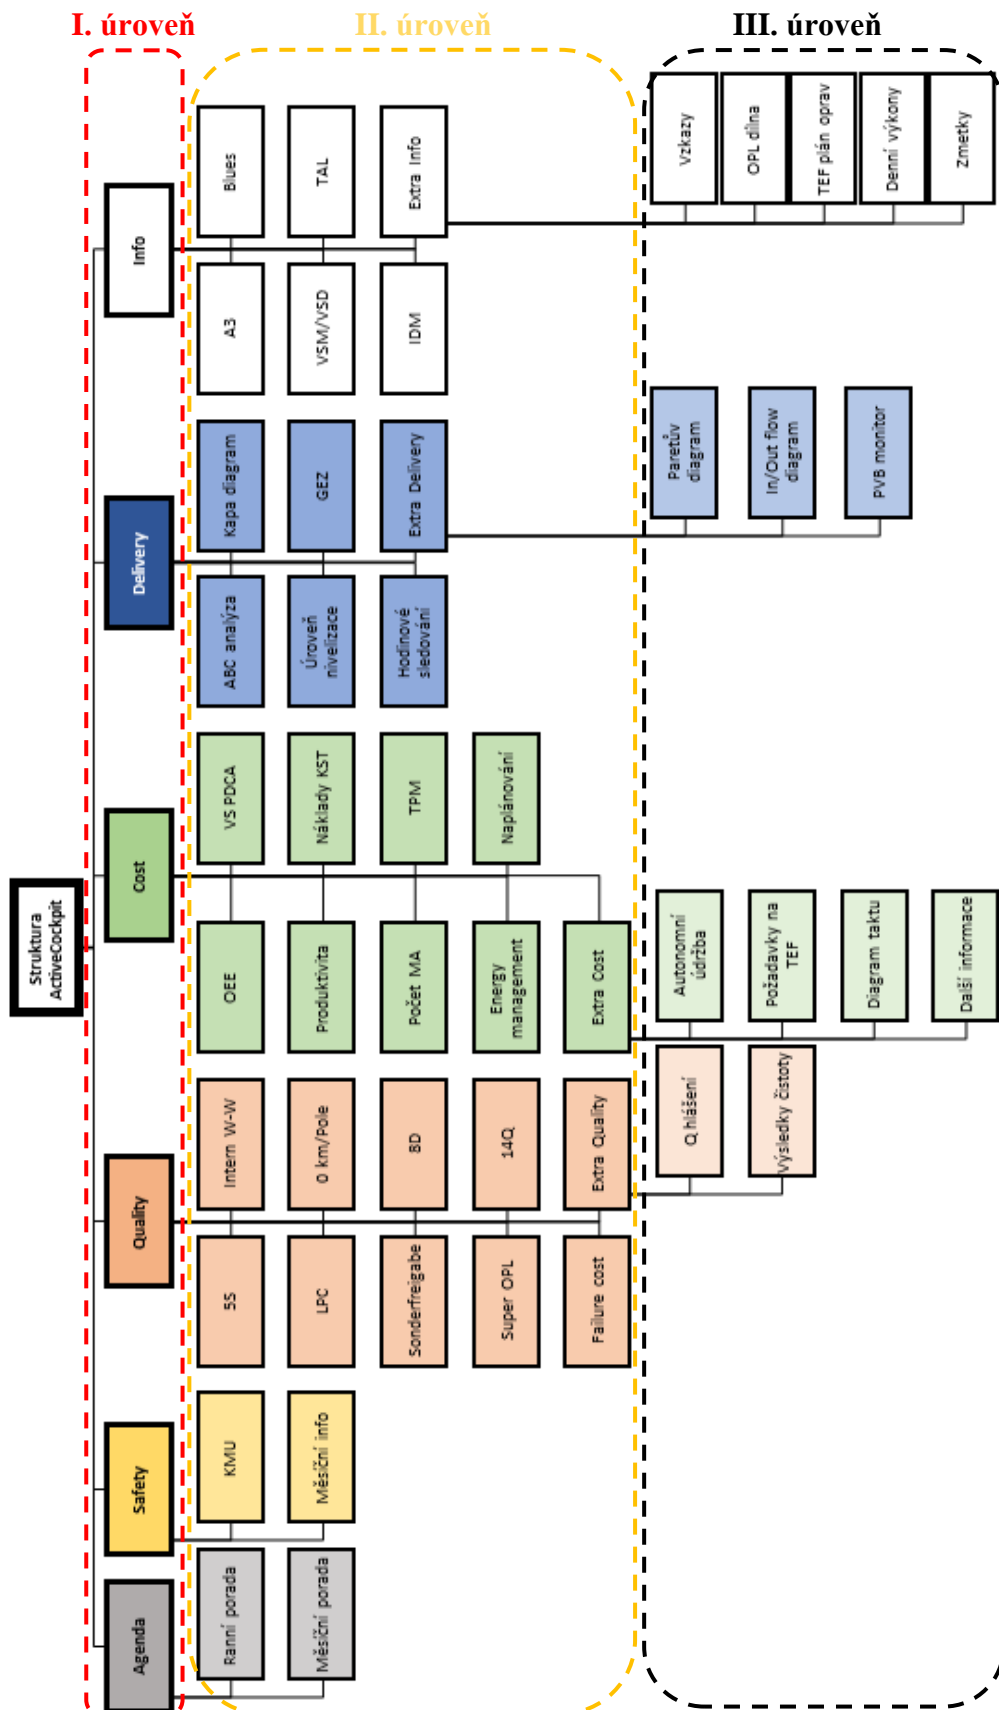 I. úroveň
II. úroveň
III. úroveň
Struktura
ActiveCockpit
Agenda
Safety
Quality
Cost
Delivery
Info
Ranní porada
Měsíční porada
KMU
Měsíční info
5S
Intern W-W
LPC
0 km/Pole
Sonderfreigabe
8D
Super OPL
14Q
Failure cost
Extra Quality
OEE
VS PDCA
Produktivita
Náklady KST
Počet MA
TPM
Energy
management
Naplánování
Extra Cost
ABC analýza
Kapa diagram
Úroveň
nivelizace
GEZ
Hodinové
sledování
Extra Delivery
A3
Blues
VSM/VSD
TAL
IDM
Extra Info
Q hlášení
Výsledky čistoty
Autonomní
údržba
Požadavky na
TEF
Diagram taktu
Další informace
Paretův
diagram
In/Out flow
diagram
PVB monitor
Vzkazy
OPL dílna
TEF plán oprav
Denní výkony
Zmetky